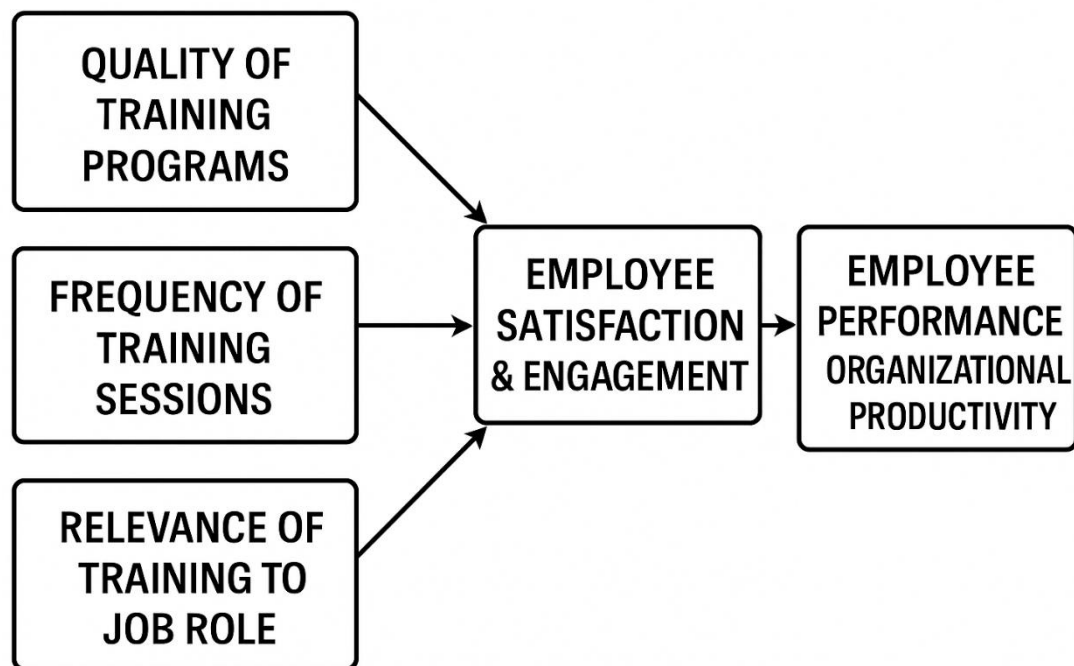 QUALITY OF
TRAINING
PROGRAMS
FREQUENCY OF
TRAINING
SESSIONS
RELEVANCE OF
TRAINING TO
JOB ROLE
EMPLOYEE
SATISFACTION
& ENGAGEMENT
EMPLOYEE
PERFORMANCE
ORGANIZATIONAL
PRODUCTIVITY